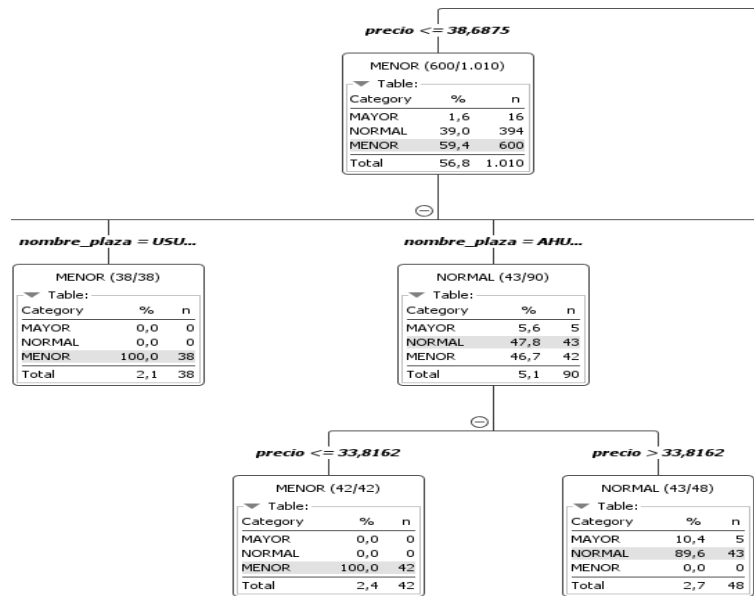 precio <= 38,6875
MENOR (600/1.010)
Table:
Category % n
MAYOR 1,6 16
NORMAL 39,0 394
MENOR 59,4 600
Total 56,8 1.010
nombre_plaza = USU...
nombre_plaza = AHU...
MENOR (38/38)
Table:
Category % n
MAYOR 0,0 0
NORMAL 0,0 0
MENOR 100,0 38
Total 2,1 38
NORMAL (43/90)
Table:
Category % n
MAYOR 5,6 5
NORMAL 47,8 43
MENOR 46,7 42
Total 5,1 90
precio <= 33,8162
precio > 33,8162
MENOR (42/42)
Table:
Category % n
MAYOR 0,0 0
NORMAL 0,0 0
MENOR 100,0 42
Total 2,4 42
NORMAL (43/48)
Table:
Category % n
MAYOR 10,4 5
NORMAL 89,6 43
MENOR 0,0 0
Total 2,7 48